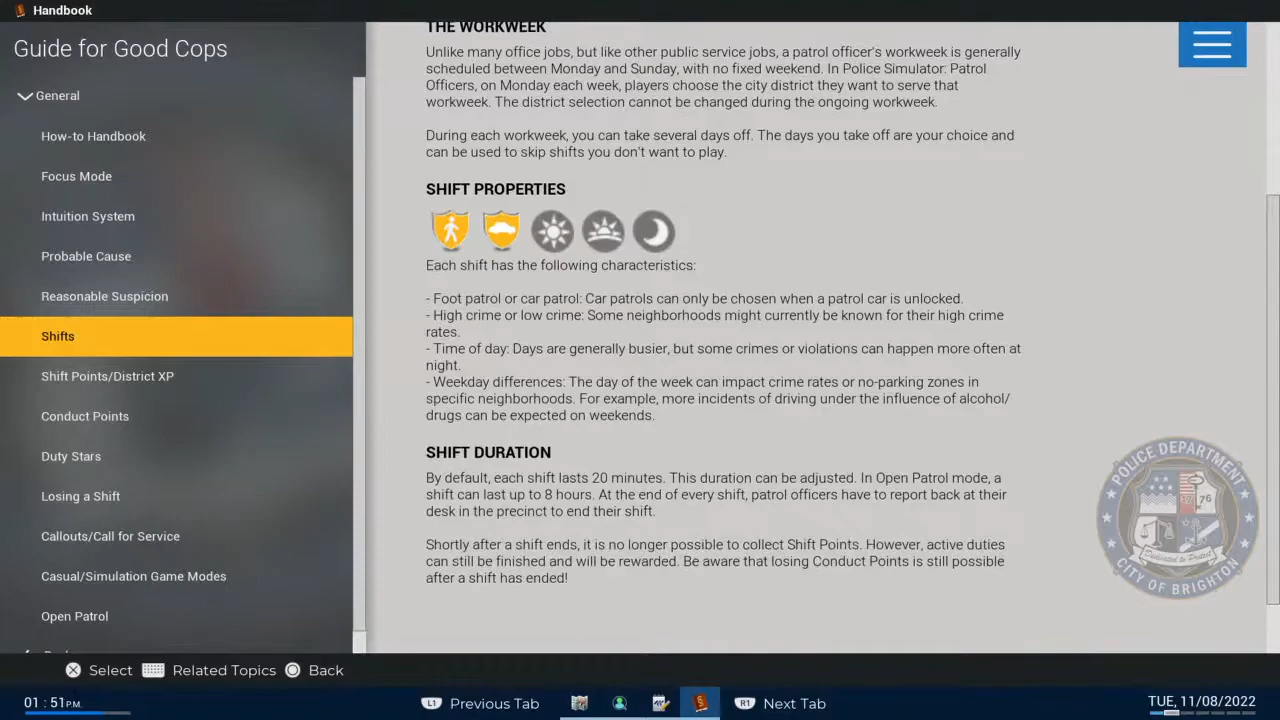 Handbook
Guide for Good Cops
General
How-to Handbook
Focus Mode
Intuition System
Probable Cause
Reasonable Suspicion
Shifts
Shift Points/District XP
Conduct Points
Duty Stars
Losing a Shift
Callouts/Call for Service
Casual/Simulation Game Modes
Open Patrol
THE WORKWEEK
Unlike many office jobs, but like other public service jobs, a patrol officer's workweek is generally
scheduled between Monday and Sunday, with no fixed weekend. In Police Simulator: Patrol
Officers, on Monday each week, players choose the city district they want to serve that
workweek. The district selection cannot be changed during the ongoing workweek.
During each workweek, you can take several days off. The days you take off are your choice and
can be used to skip shifts you don't want to play.
SHIFT PROPERTIES
Each shift has the following characteristics:
- Foot patrol or car patrol: Car patrols can only be chosen when a patrol car is unlocked.
- High crime or low crime: Some neighborhoods might currently be known for their high crime
rates.
- Time of day: Days are generally busier, but some crimes or violations can happen more often at
night.
- Weekday differences: The day of the week can impact crime rates or no-parking zones in
specific neighborhoods. For example, more incidents of driving under the influence of alcohol/
drugs can be expected on weekends.
SHIFT DURATION
By default, each shift lasts 20 minutes. This duration can be adjusted. In Open Patrol mode, a
shift can last up to 8 hours. At the end of every shift, patrol officers have to report back at their
desk in the precinct to end their shift.
Shortly after a shift ends, it is no longer possible to collect Shift Points. However, active duties
can still be finished and will be rewarded. Be aware that losing Conduct Points is still possible
after a shift has ended!
POLICE DEPARTMENT
76
Dedicated to Protect
CITY OF BRIGHTON
Select
Related Topics
Back
01 : 51 P.M.
L1 Previous Tab
R1 Next Tab
TUE, 11/08/2022